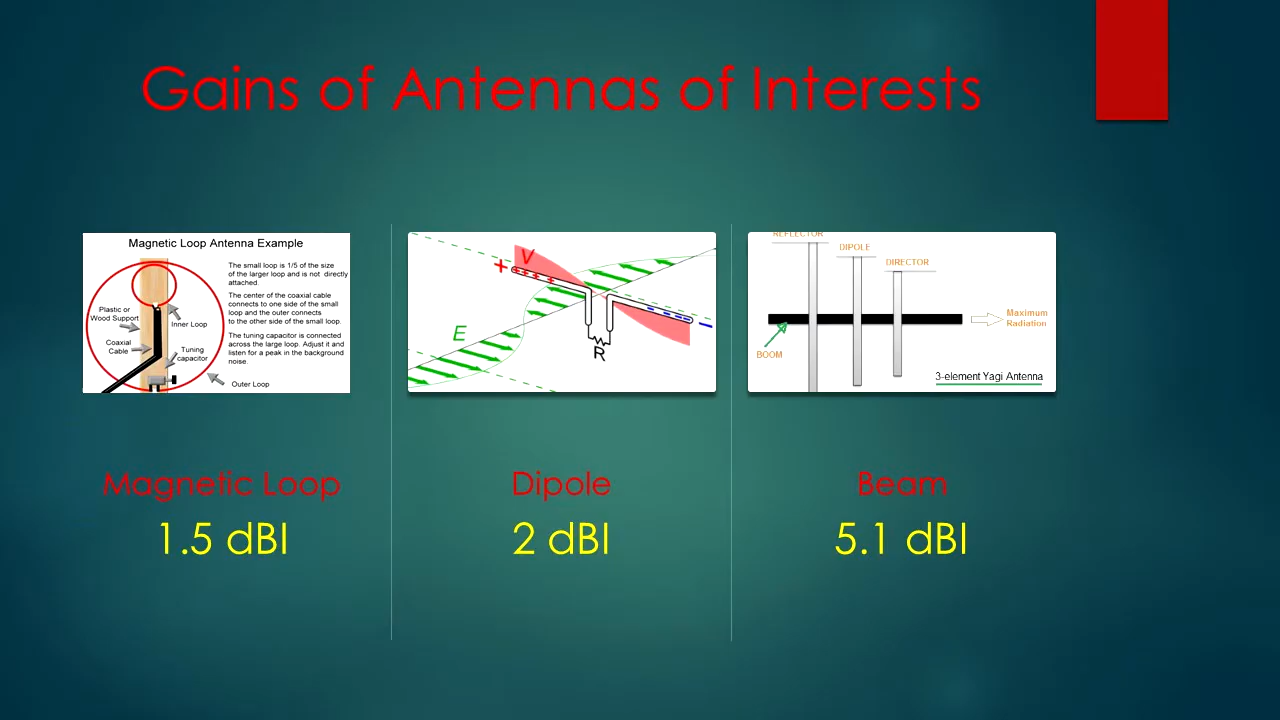 Gains of Antennas of Interests
Magnetic Loop Antenna Example
The small loop is 1/5 of the size
of the larger loop and is not directly
attached.
The center of the coaxial cable
connects to one side of the small
loop and the outer connects
to the other side of the small loop.
The tuning capacitor is connected
across the large loop. Adjust it and
listen for a peak in the background
noise.
Plastic or
Wood Support
Inner Loop
Coaxial
Cable
Tuning
capacitor
Outer Loop
V
E
R
REFLECTOR
DIPOLE
DIRECTOR
Maximum
Radiation
BOOM
3-element Yagi Antenna
Magnetic Loop
1.5 dBI
Dipole
2 dBI
Beam
5.1 dBI